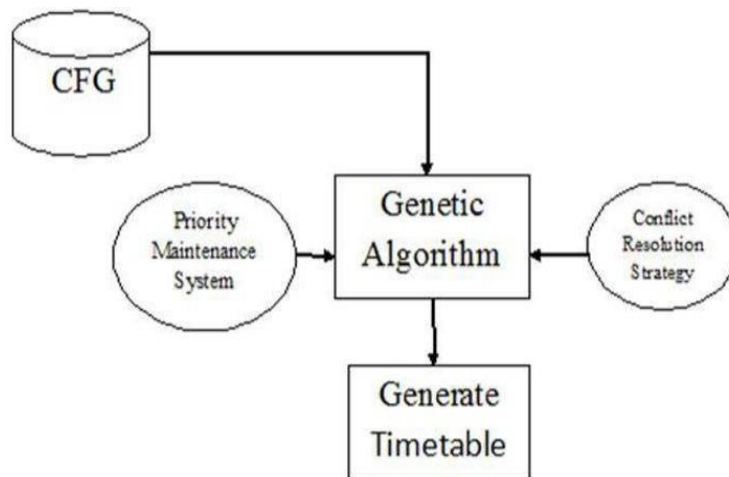 CFG
Genetic
Algorithm
Priority
Maintenance
System
Conflict
Resolution
Strategy
Generate
Timetable